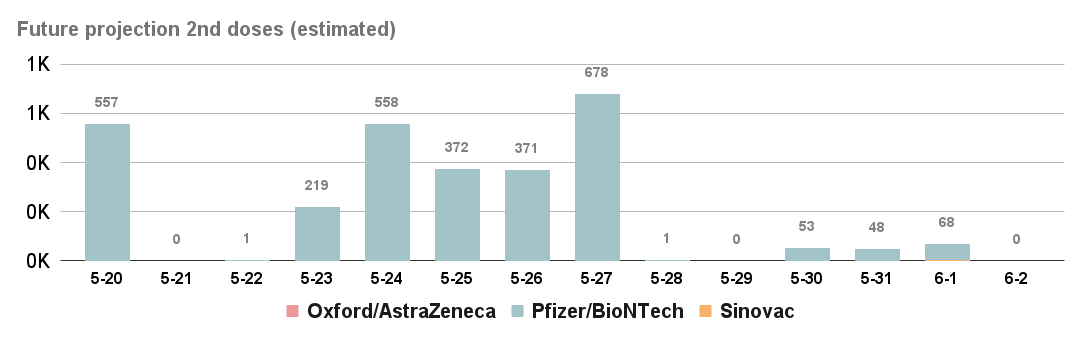 Future projection 2nd doses (estimated)
1K
1K
0K
0K
0K
557
0
1
219
558
372
371
678
1
0
53
48
68
0
5-20 5-21 5-22 5-23 5-24 5-25 5-26 5-27 5-28 5-29 5-30 5-31 6-1 6-2
Oxford/AstraZeneca Pfizer/BioNTech Sinovac